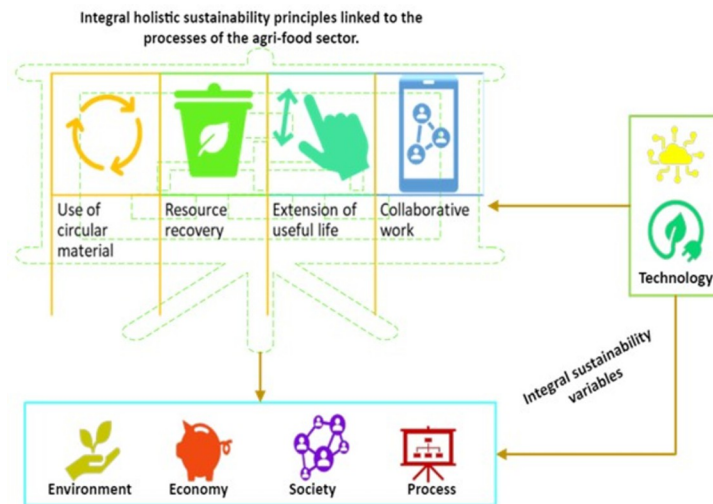 Integral holistic sustainability principles linked to the
processes of the agri-food sector.
Use of
circular
material
Resource
recovery
Extension of
useful life
Collaborative
work
Technology
Integral sustainability
variables
Environment
Economy
Society
Process